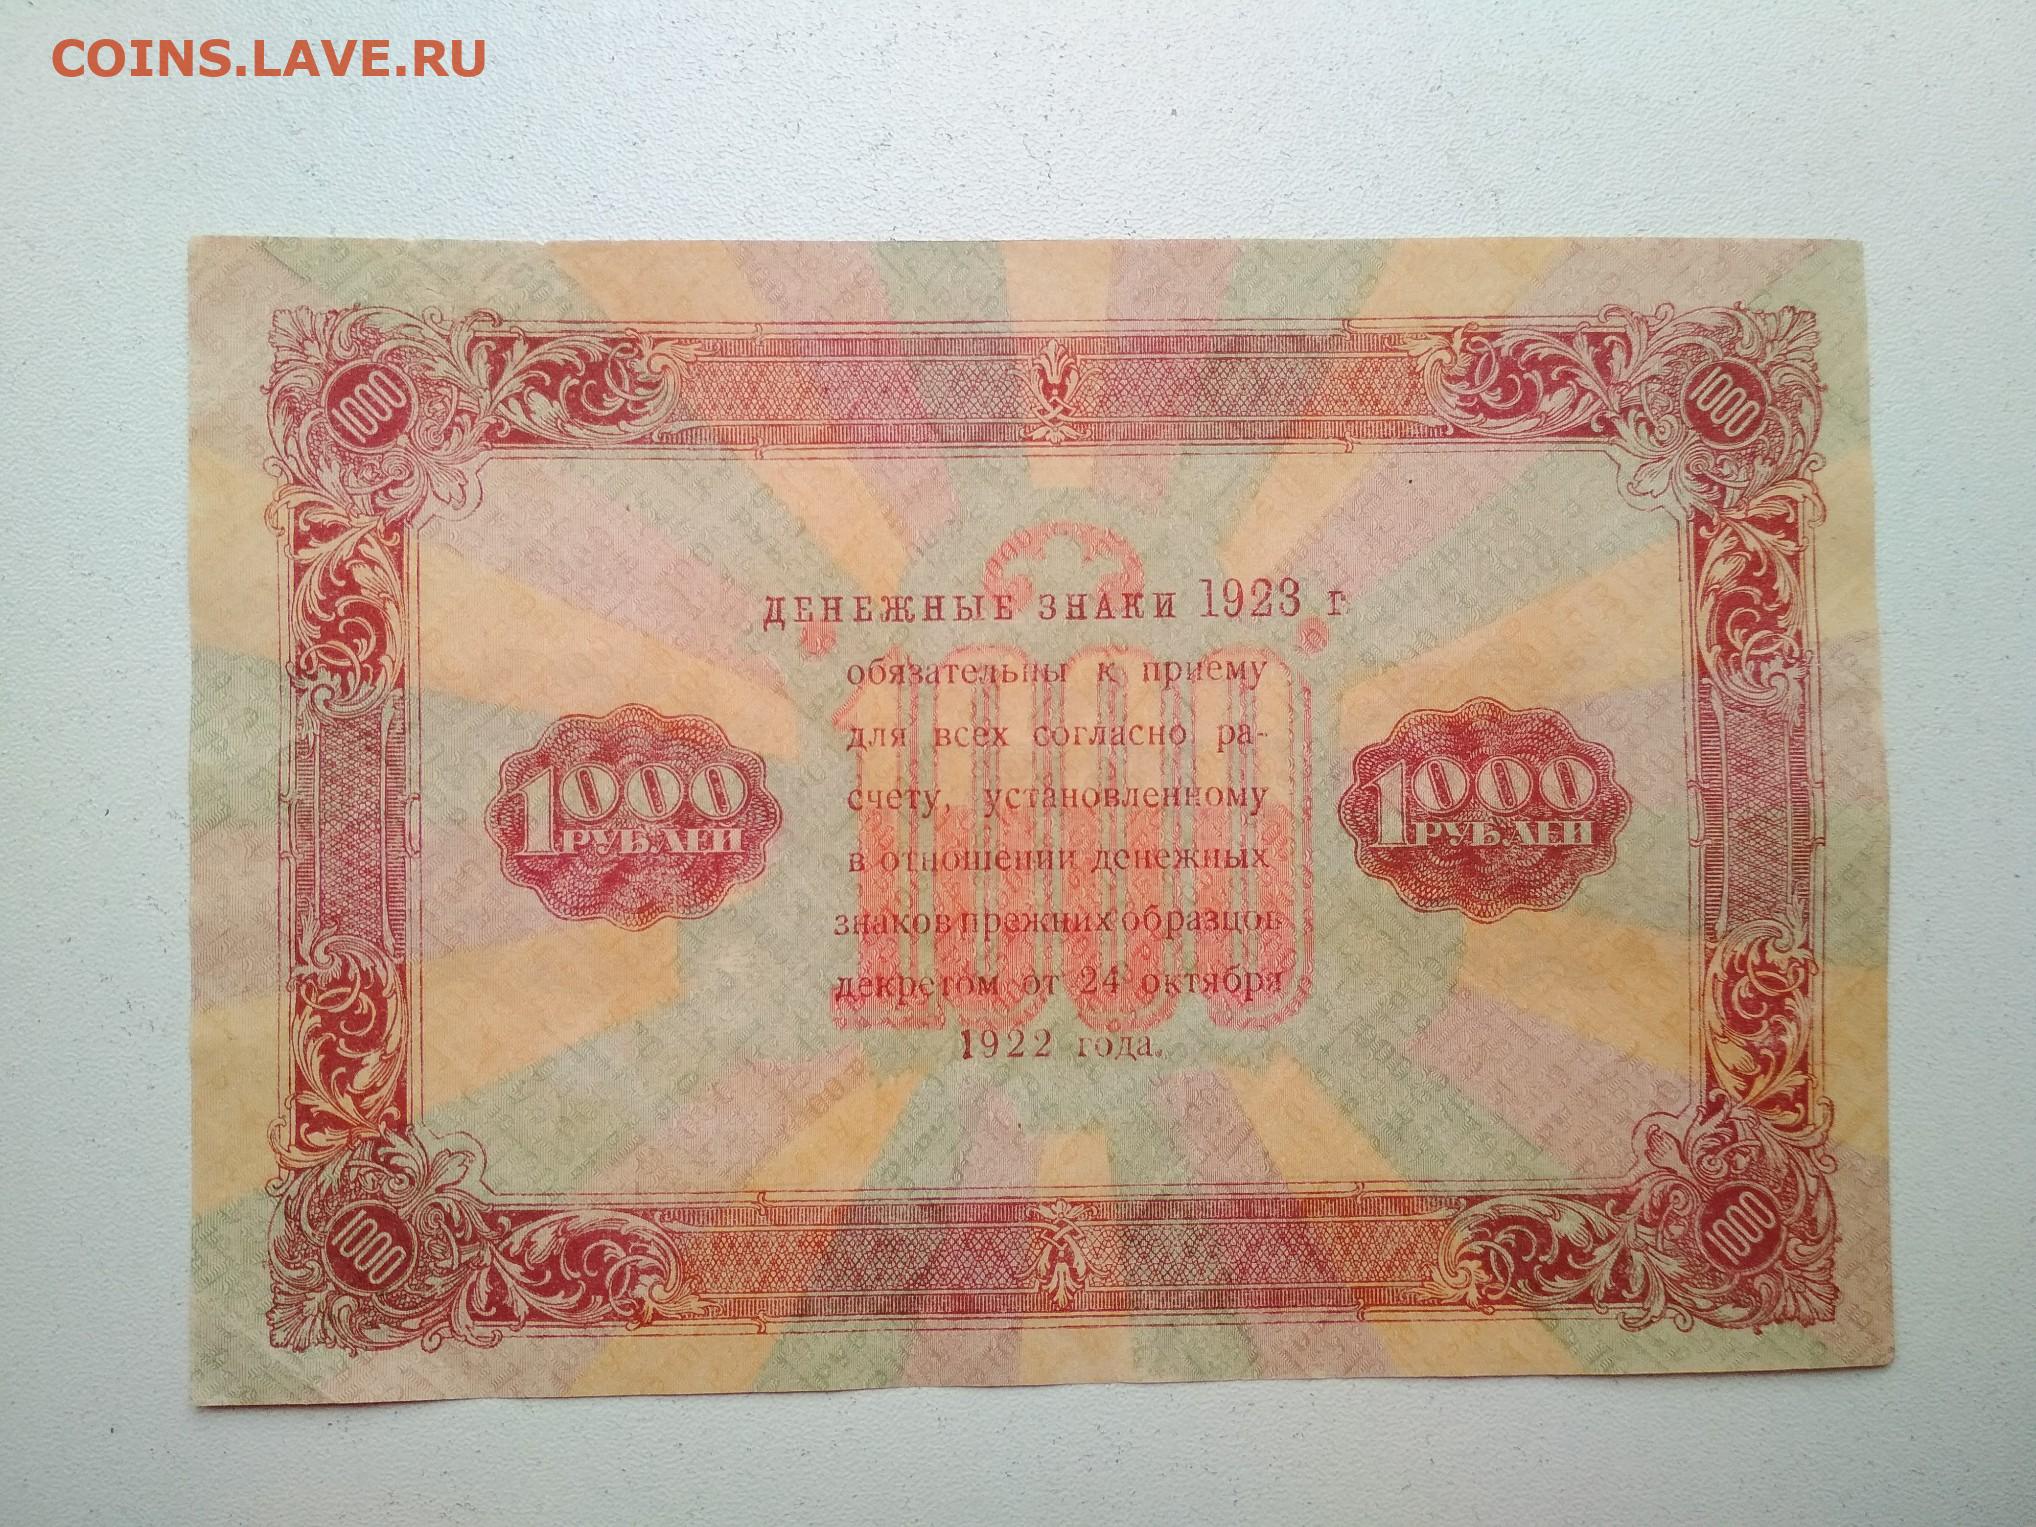 COINS.LAVE.RU
1000 1000
ДЕНЕЖНЫЕ ЗНАКИ 1923 г.
обязательны к приему
для всех согласно ра-
счету, установленному
в отношении денежных
знаков прежних образцов
декретом от 24 октября
1922 года.
1000
РУБЛЕЙ
1000
1000
РУБЛЕЙ
1000 1000